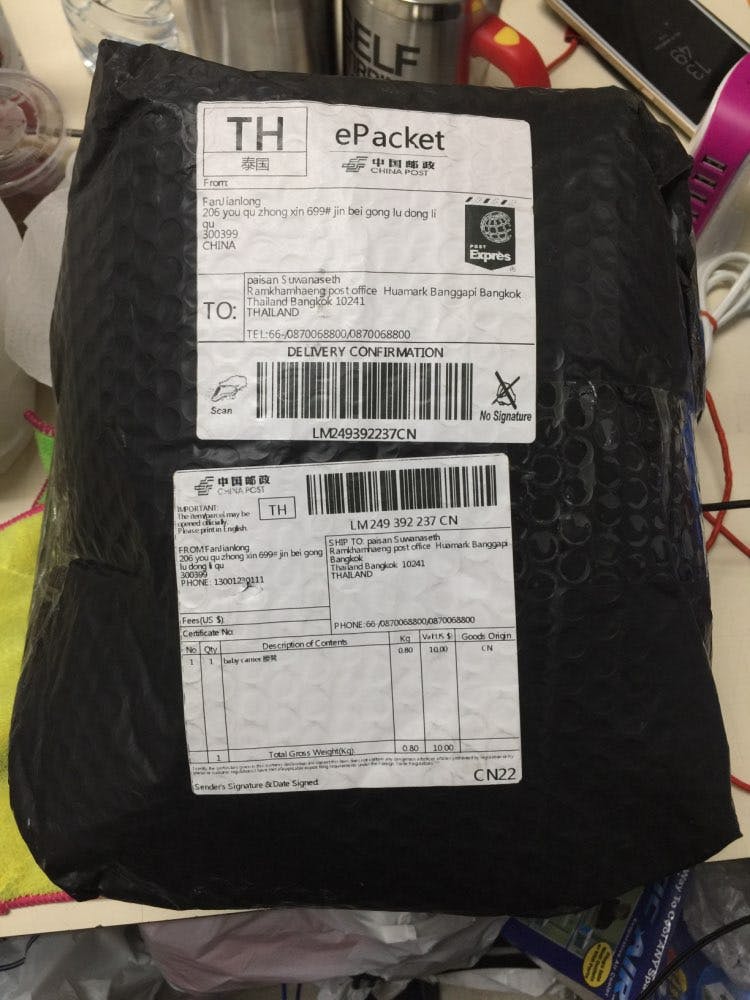 ELF
TH
泰国
ePacket
中国邮政
CHINA POST
From:
FanJianlong
206 you qu zhong xin 699# jin bei gong lu dong li
qu
300399
CHINA
POST
Expres
TO:
paisan Suwanaseth
Ramkhamhaeng post office Huamark Banggapi Bangkok
Thailand Bangkok 10241
THAILAND
TEL:66-/0870068800/0870068800
DELIVERY CONFIRMATION
Scan
No Signature
LM249392237CN
中国邮政
CHINA POST
IMPORTANT:
The item/parcel may be
opened officially.
Please print in English
TH
LM 249 392 237 CN
FROM:FanJianlong
206 you qu zhong xin 699# jin bei gong
lu dong li qu
300399
PHONE: 13001230111
SHIP TO: paisan Suwanaseth
Ramkhamhaeng post office Huamark Banggapi
Bangkok
Thailand Bangkok 10241
THAILAND
PHONE:66-/0870068800/0870068800
Fees(US $):
Certificate No:
No Qty Description of Contents Kg Val(US $) Goods Origin
1 1 baby carrier 0.80 10.00 CN
1 Total Gross Weight(Kg): 0.80 10.00
Sender's Signature & Date Signed:
CN22